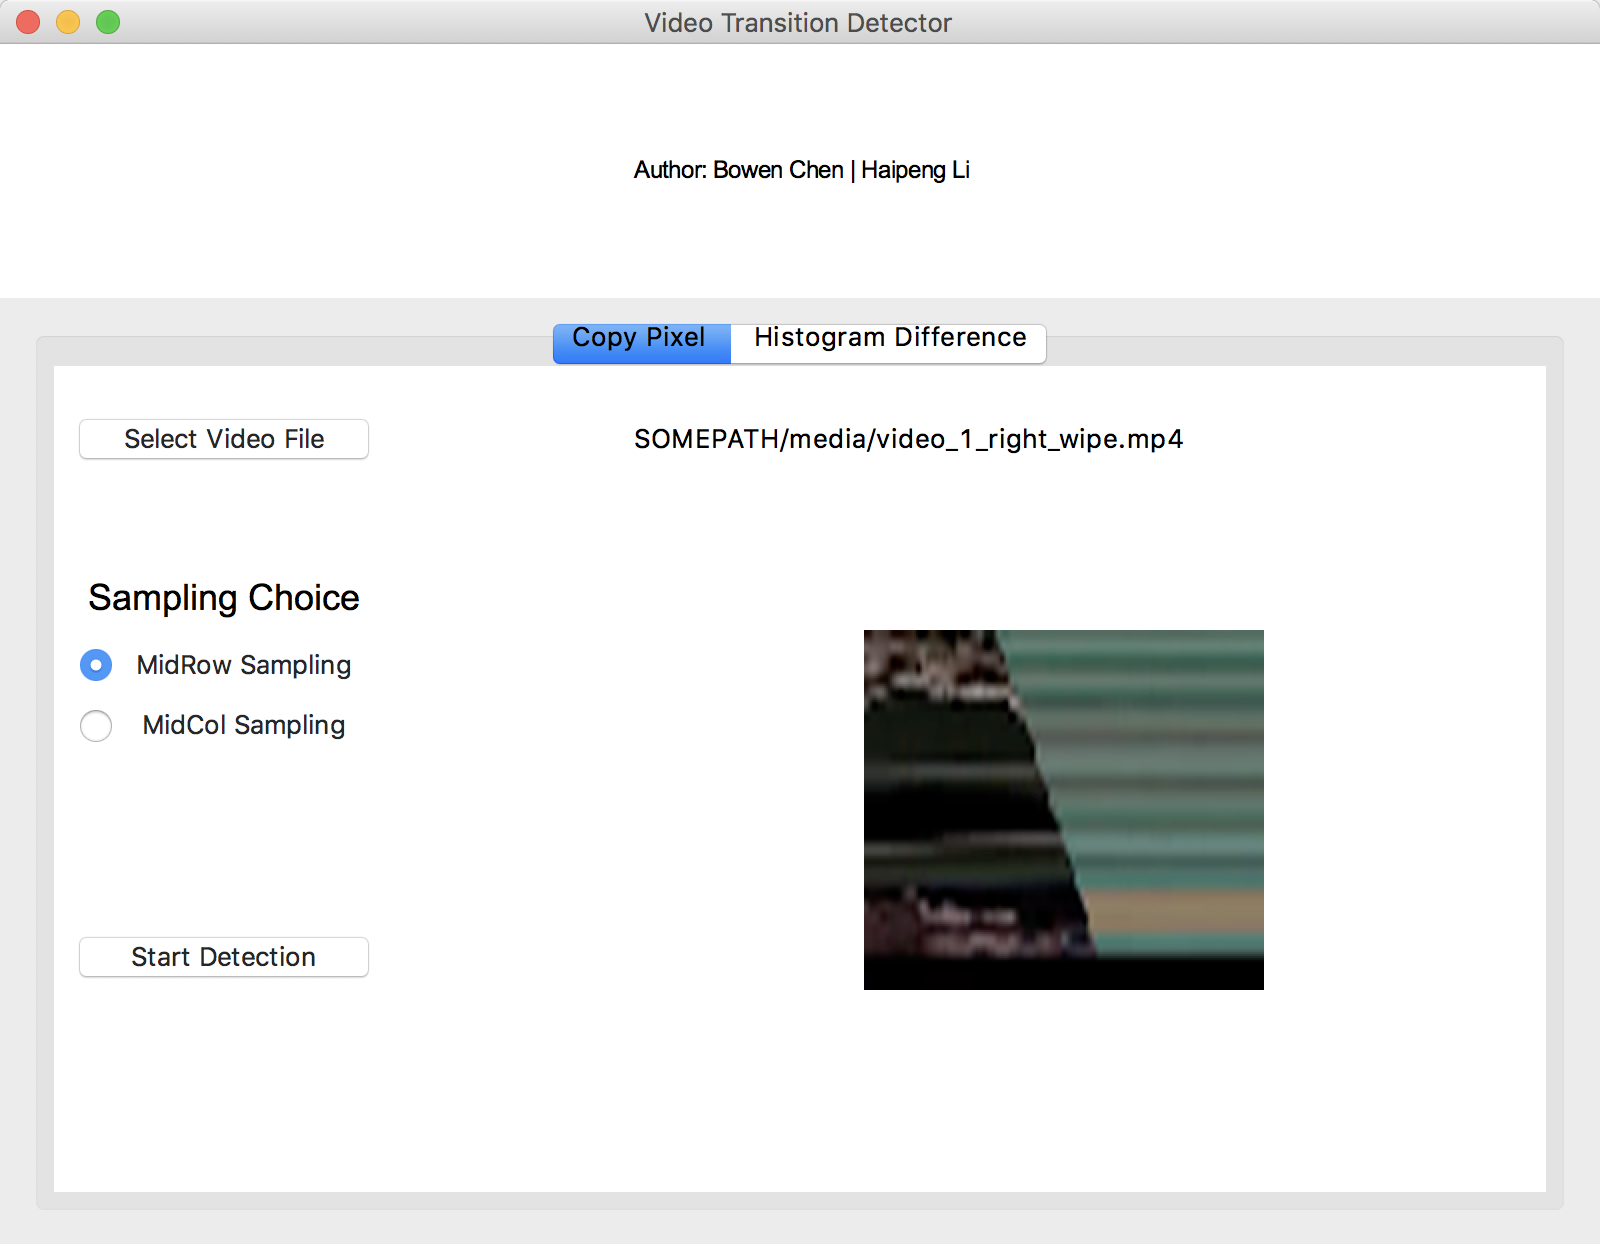 Video Transition Detector
Author: Bowen Chen | Haipeng Li
Copy Pixel
Histogram Difference
Select Video File
SOMEPATH/media/video_1_right_wipe.mp4
Sampling Choice
MidRow Sampling
MidCol Sampling
Start Detection